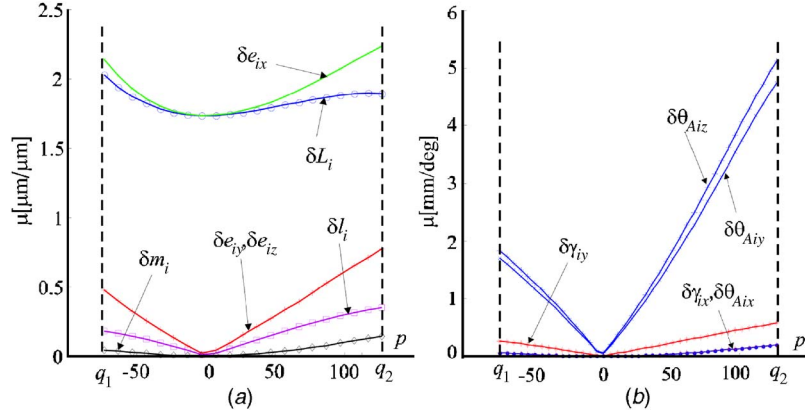 2.5
2
1.5
1
0.5
0
μ[μm/μm]
δe_ix
δL_i
δm_i
δe_iy,δe_iz
δl_i
q_1 -50 0 50 100 q_2
p
(a)
6
5
4
3
2
1
0
μ[mm/deg]
δθ_Aiz
δθ_Aiy
δγ_iy
δγ_ix,δθ_Aix
q_1 -50 0 50 100 q_2
p
(b)